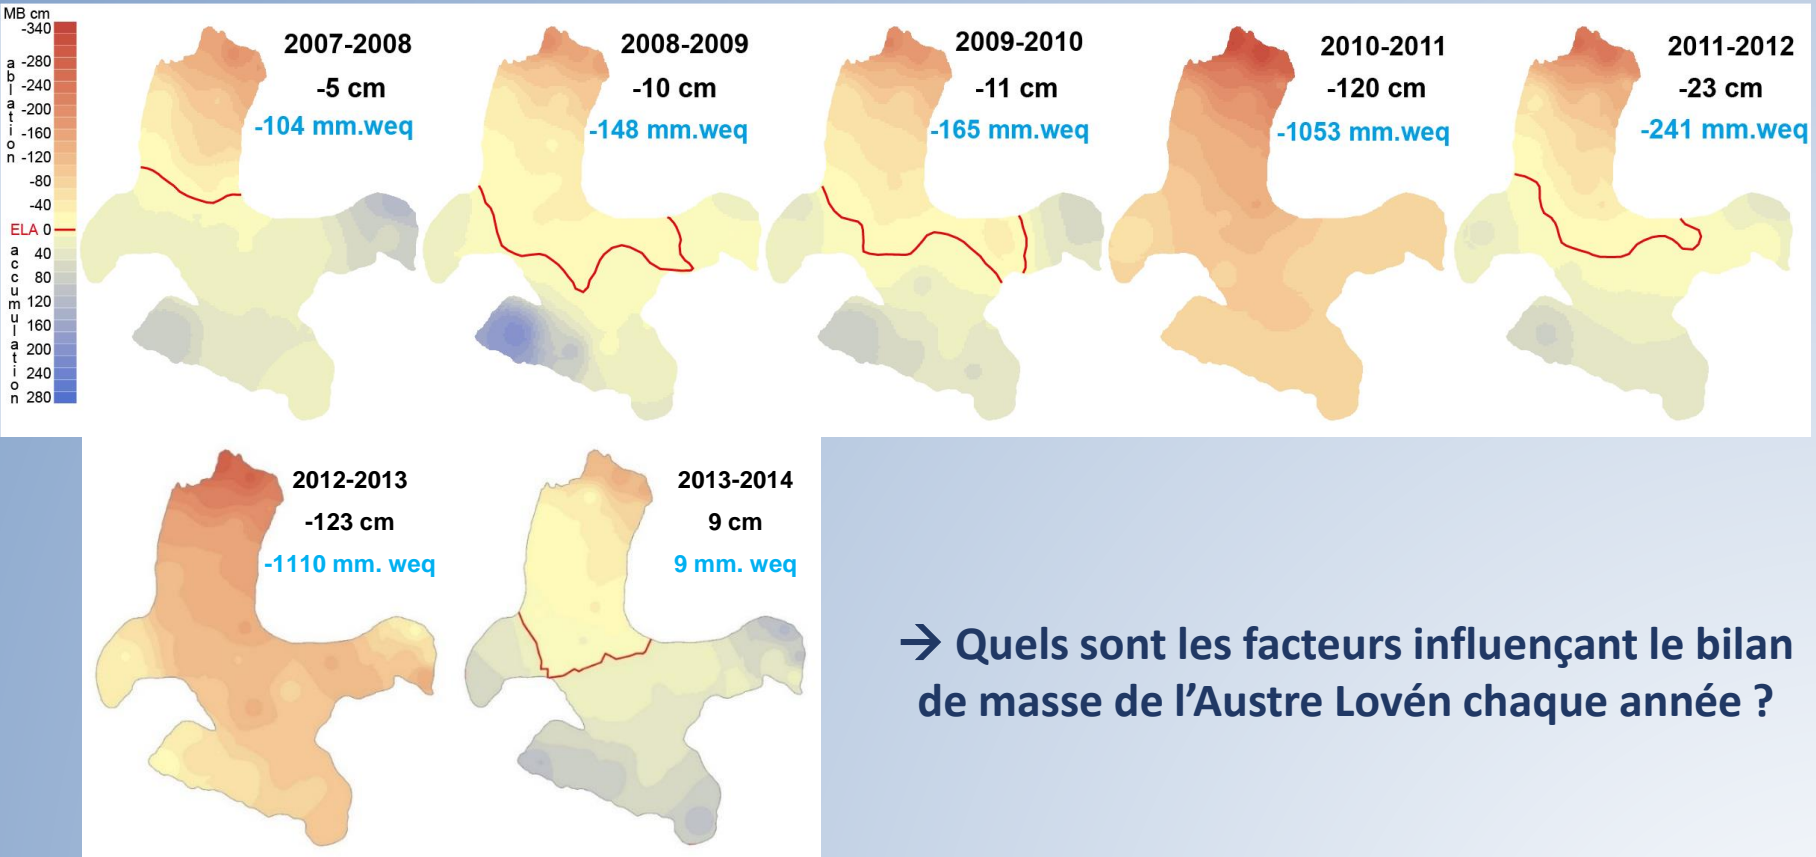 MB cm
-340
-280
-240
-200
-160
-120
-80
-40
ELA 0
40
80
120
160
200
240
280
ablation
accumulation
2007-2008
-5 cm
-104 mm.weq
2008-2009
-10 cm
-148 mm.weq
2009-2010
-11 cm
-165 mm.weq
2010-2011
-120 cm
-1053 mm.weq
2011-2012
-23 cm
-241 mm.weq
2012-2013
-123 cm
-1110 mm. weq
2013-2014
9 cm
9 mm. weq
→ Quels sont les facteurs influençant le bilan
de masse de l’Austre Lovén chaque année ?